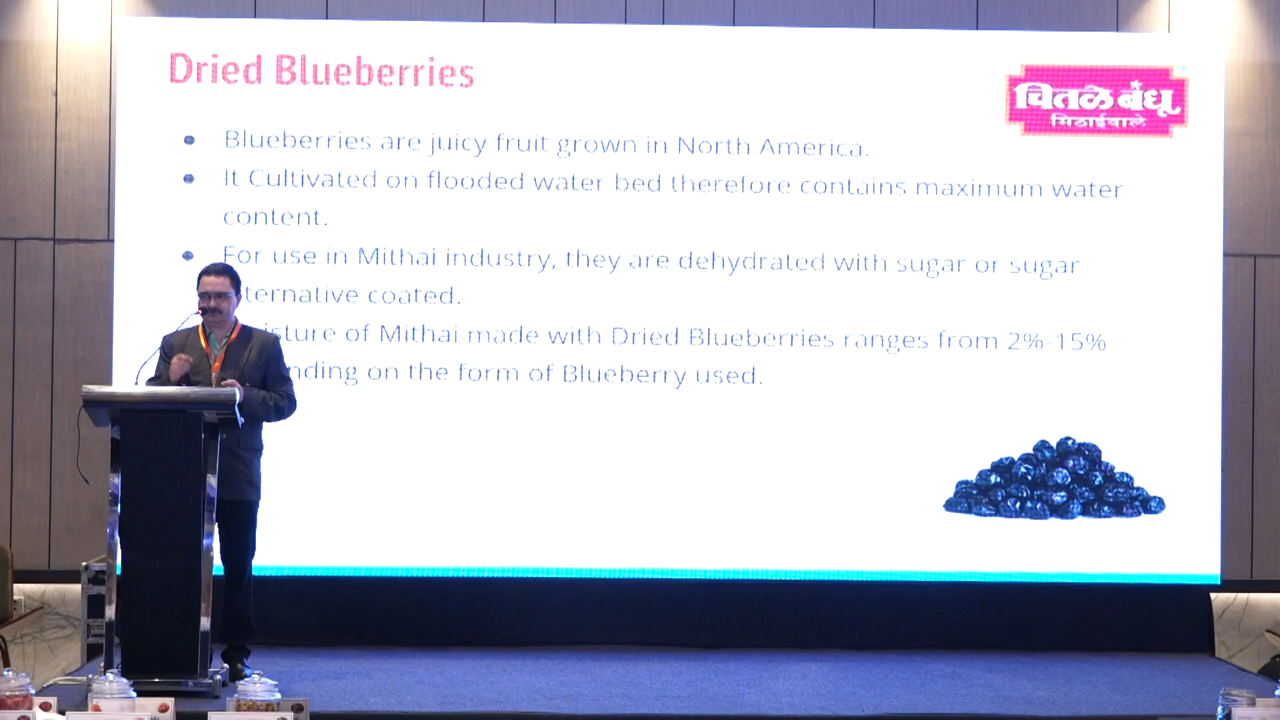 Dried Blueberries
चितळे बंधू
मिठाईवाले
Blueberries are juicy fruit grown in North America.
It Cultivated on flooded water bed therefore contains maximum water
content.
For use in Mithai industry, they are dehydrated with sugar or sugar
ternative coated.
isture of Mithai made with Dried Blueberries ranges from 2%-15%
nding on the form of Blueberry used.